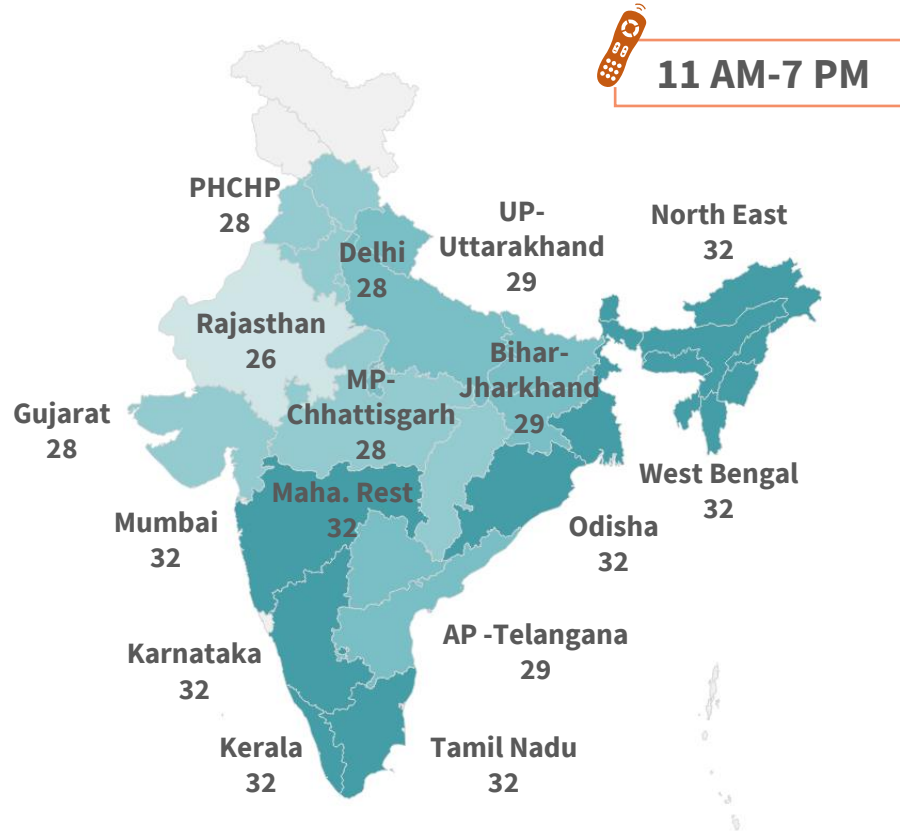 11 AM-7 PM
PHCHP
28
UP-
Uttarakhand
29
North East
32
Delhi
28
Rajasthan
26
Bihar-
Jharkhand
29
MP-
Chhattisgarh
28
Gujarat
28
West Bengal
32
Maha. Rest
32
Mumbai
32
Odisha
32
AP -Telangana
29
Karnataka
32
Kerala
32
Tamil Nadu
32